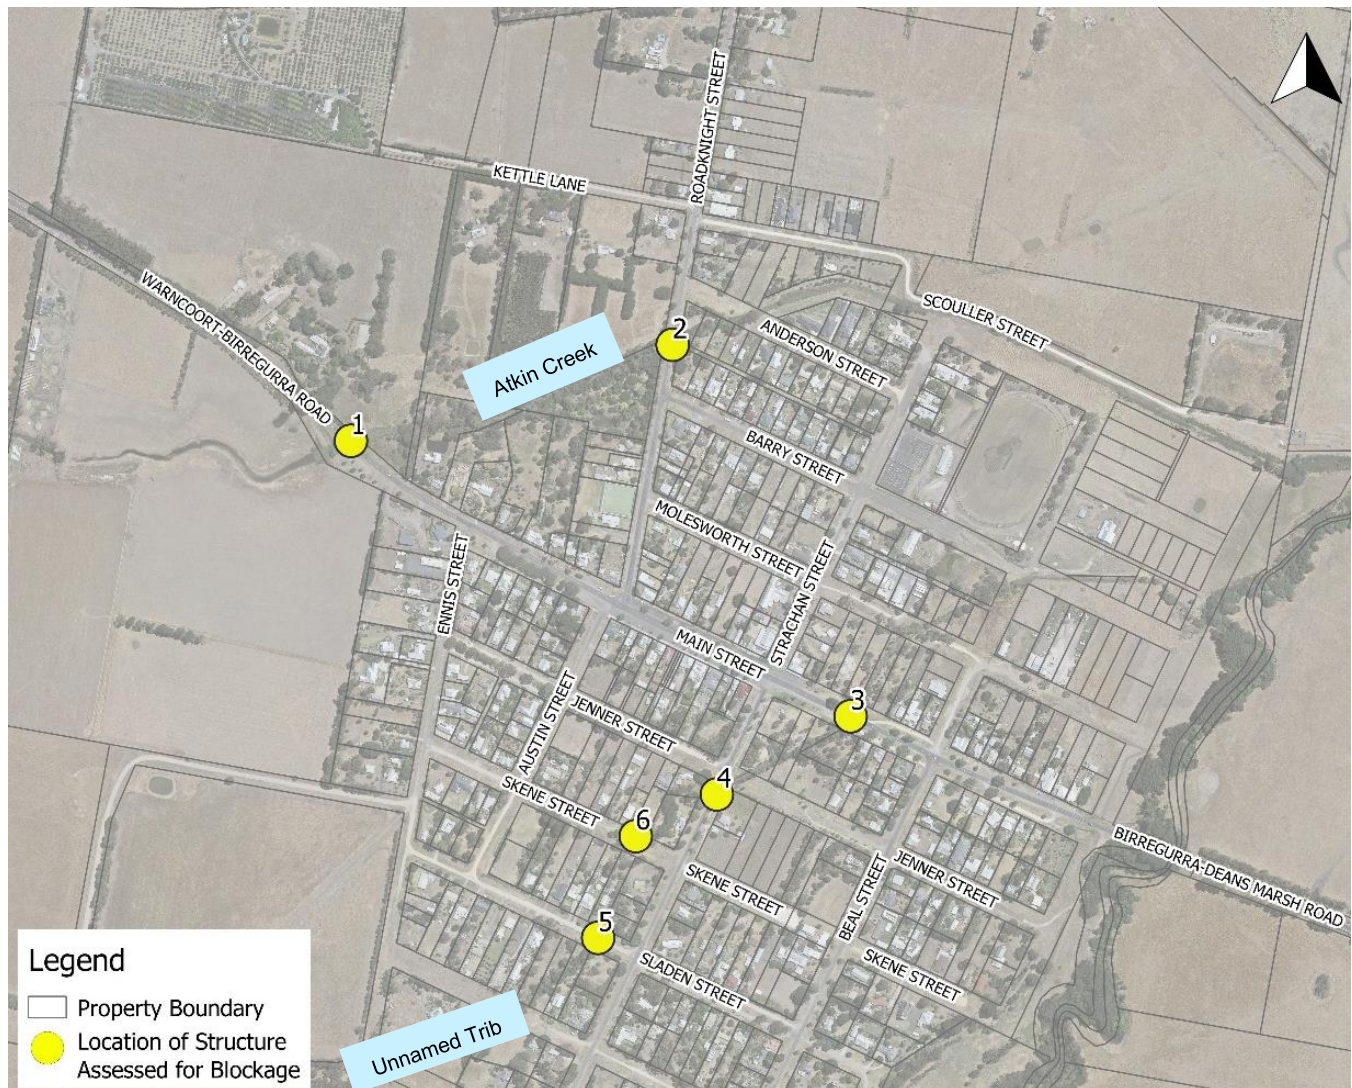 ROADKNIGHT STREET
KETTLE LANE
WARNCOORT-BIRREGURRA ROAD
SCOULLER STREET
2
ANDERSON STREET
Atkin Creek
1
BARRY STREET
MOLESWORTH STREET
ENNIS STREET
STRACHAN STREET
MAIN STREET
3
AUSTIN STREET
JENNER STREET
4
SKENE STREET
6
BIRREGURRA-DEANS MARSH ROAD
JENNER STREET
SKENE STREET
BEAL STREET
5
SLADEN STREET
SKENE STREET
Unnamed Trib
Legend
Property Boundary
Location of Structure
Assessed for Blockage